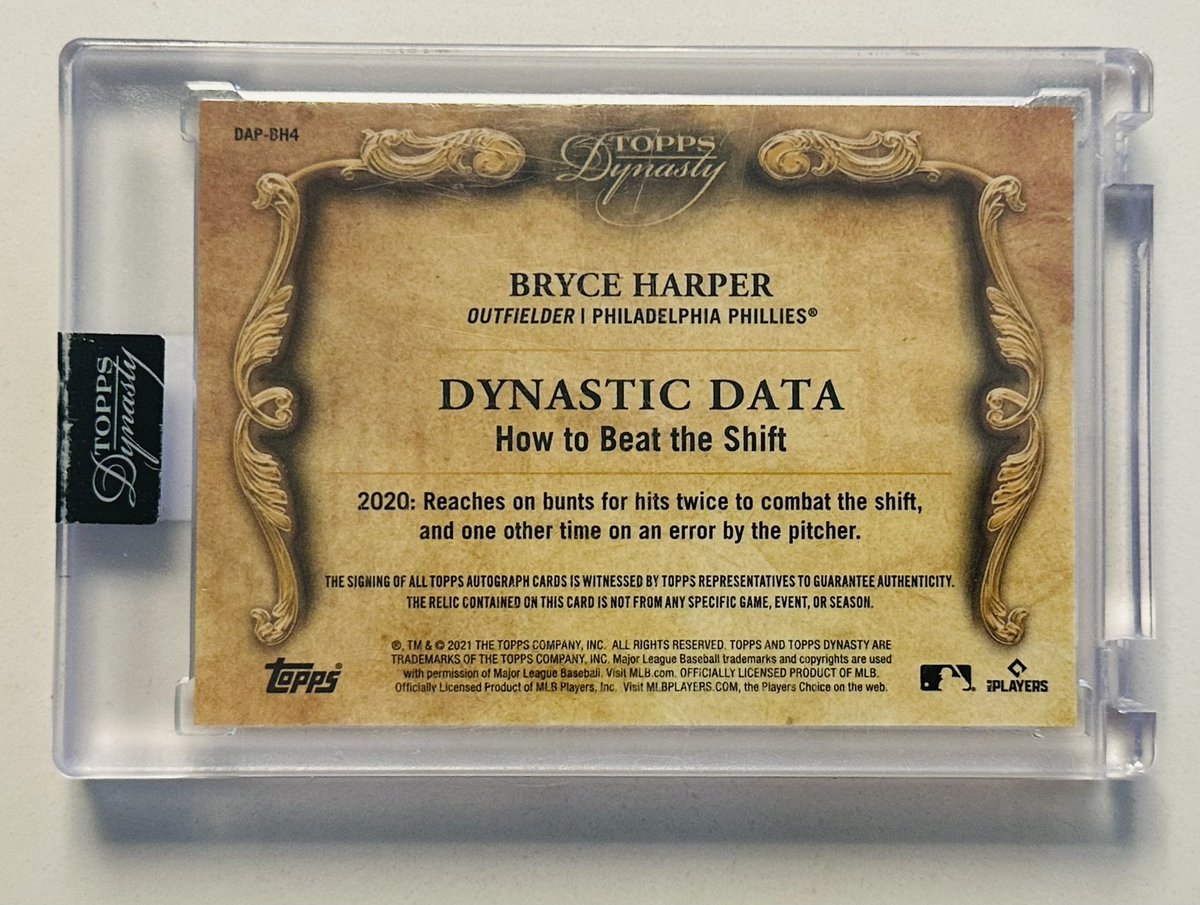 DAP-BH4
TOPPS
Dynasty
BRYCE HARPER
OUTFIELDER | PHILADELPHIA PHILLIES®
DYNASTIC DATA
How to Beat the Shift
2020: Reaches on bunts for hits twice to combat the shift,
and one other time on an error by the pitcher.
THE SIGNING OF ALL TOPPS AUTOGRAPH CARDS IS WITNESSED BY TOPPS REPRESENTATIVES TO GUARANTEE AUTHENTICITY.
THE RELIC CONTAINED ON THIS CARD IS NOT FROM ANY SPECIFIC GAME, EVENT, OR SEASON.
®, TM & © 2021 THE TOPPS COMPANY, INC. ALL RIGHTS RESERVED. TOPPS AND TOPPS DYNASTY ARE
TRADEMARKS OF THE TOPPS COMPANY, INC. Major League Baseball trademarks and copyrights are used
with permission of Major League Baseball. Visit MLB.com. OFFICIALLY LICENSED PRODUCT OF MLB.
Officially Licensed Product of MLB Players, Inc. Visit MLBPLAYERS.COM, the Players Choice on the web.
Topps®
MLB PLAYERS
TOPPS
Dynasty